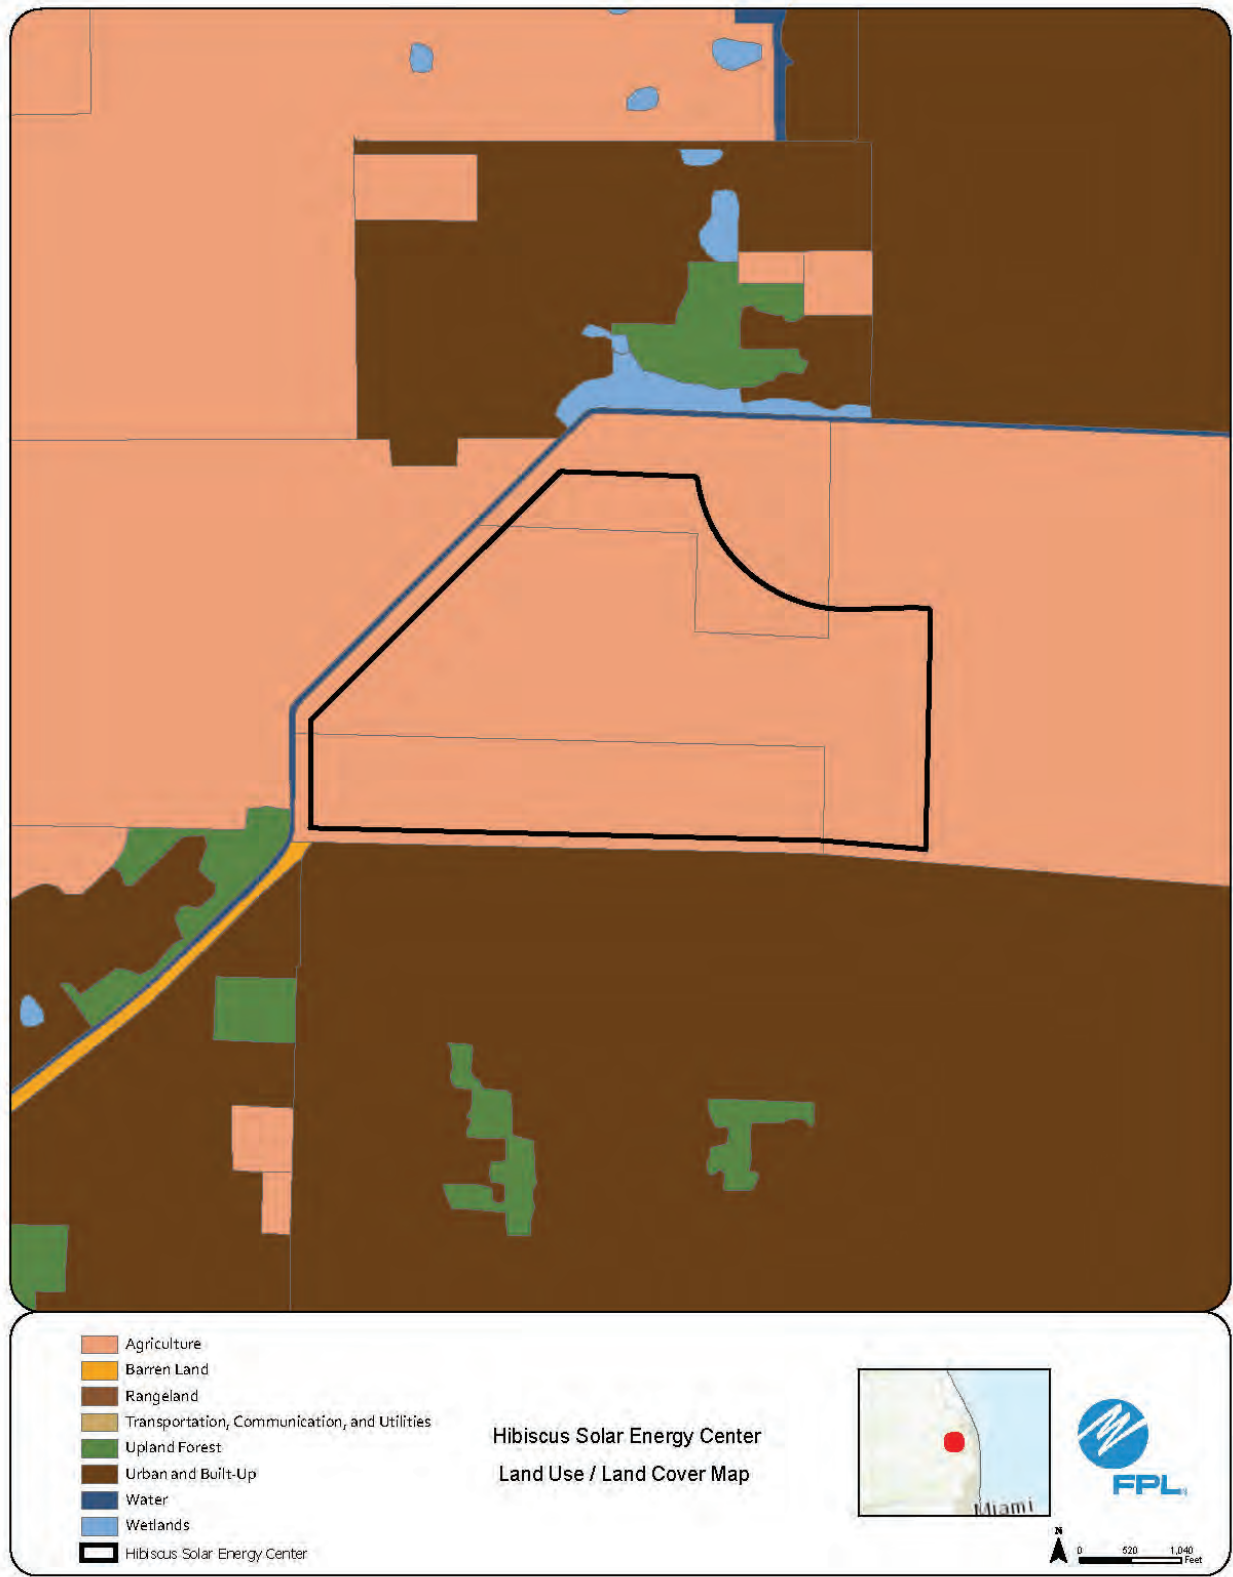 Agriculture
Barren Land
Rangeland
Transportation, Communication, and Utilities
Upland Forest
Urban and Built-Up
Water
Wetlands
Hibiscus Solar Energy Center
Hibiscus Solar Energy Center
Land Use / Land Cover Map
Miami
FPL
N
0 520 1,040
Feet